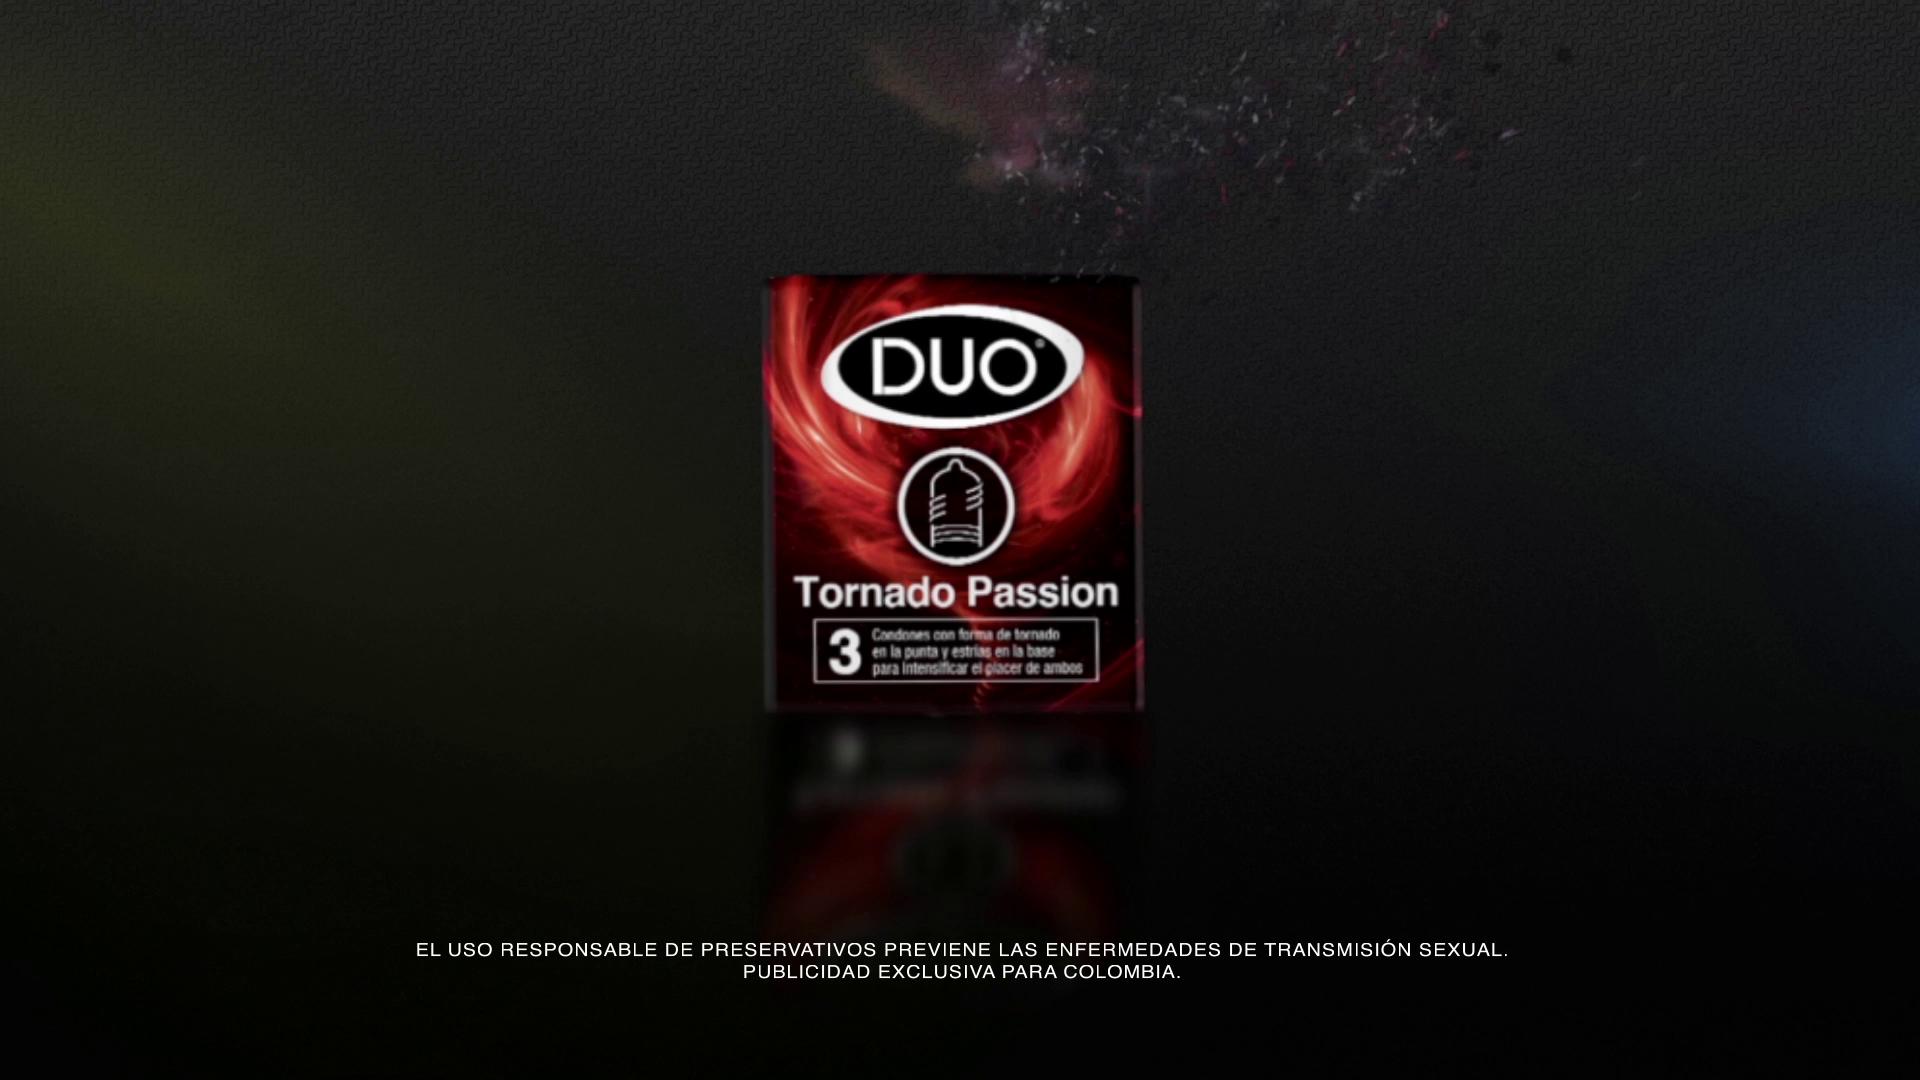 DUO®
Tornado Passion
3
Condones con forma de tornado
en la punta y estrías en la base
para intensificar el placer de ambos
EL USO RESPONSABLE DE PRESERVATIVOS PREVIENE LAS ENFERMEDADES DE TRANSMISIÓN SEXUAL.
PUBLICIDAD EXCLUSIVA PARA COLOMBIA.